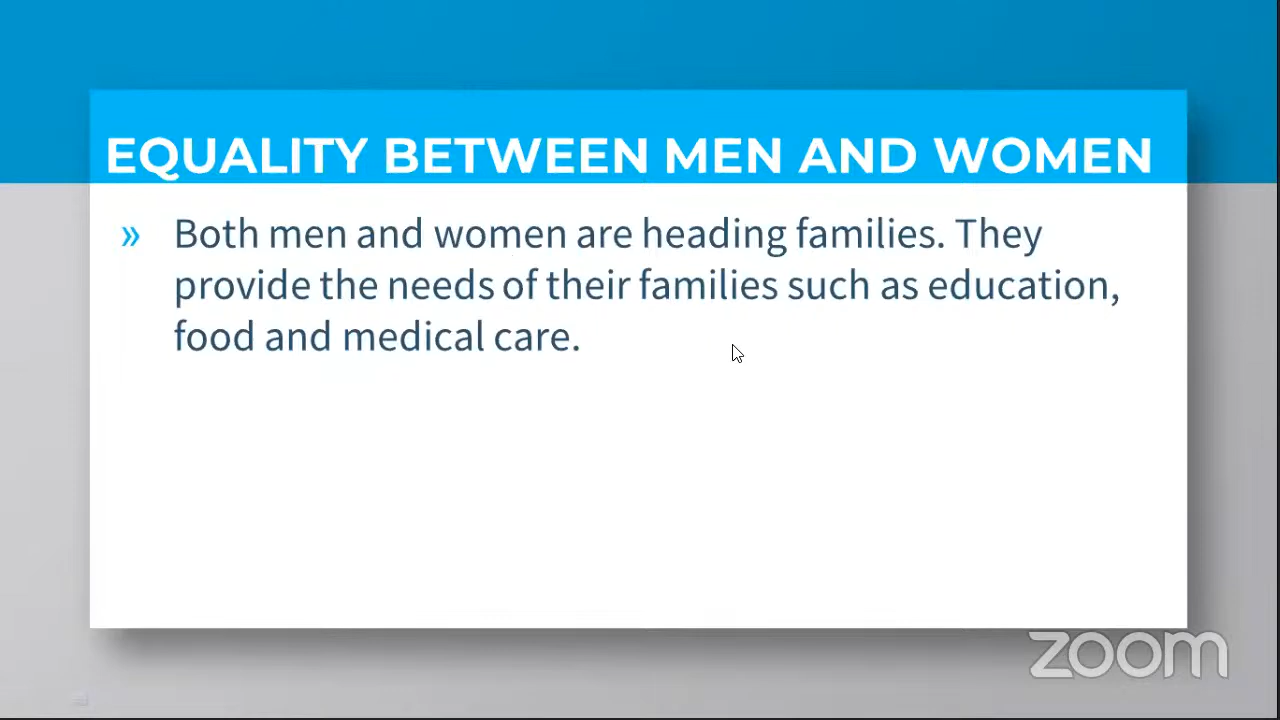 EQUALITY BETWEEN MEN AND WOMEN
» Both men and women are heading families. They
provide the needs of their families such as education,
food and medical care.
zoom